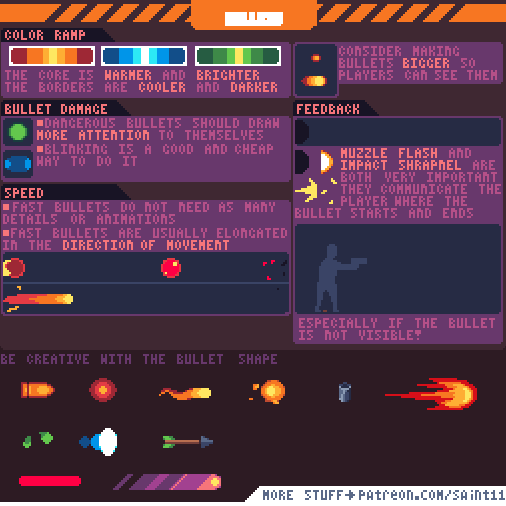 COLOR RAMP
THE CORE IS WARMER AND BRIGHTER
THE BORDERS ARE COOLER AND DARKER
CONSIDER MAKING
BULLETS BIGGER SO
PLAYERS CAN SEE THEM
BULLET DAMAGE
DANGEROUS BULLETS SHOULD DRAW
MORE ATTENTION TO THEMSELVES
BLINKING IS A GOOD AND CHEAP
WAY TO DO IT
FEEDBACK
MUZZLE FLASH AND
IMPACT SHRAPNEL ARE
BOTH VERY IMPORTANT
THEY COMMUNICATE THE
PLAYER WHERE THE
BULLET STARTS AND ENDS
SPEED
FAST BULLETS DO NOT NEED AS MANY
DETAILS OR ANIMATIONS
FAST BULLETS ARE USUALLY ELONGATED
IN THE DIRECTION OF MOVEMENT
ESPECIALLY IF THE BULLET
IS NOT VISIBLE!
BE CREATIVE WITH THE BULLET SHAPE
MORE STUFF→PATREON.COM/SAINT11